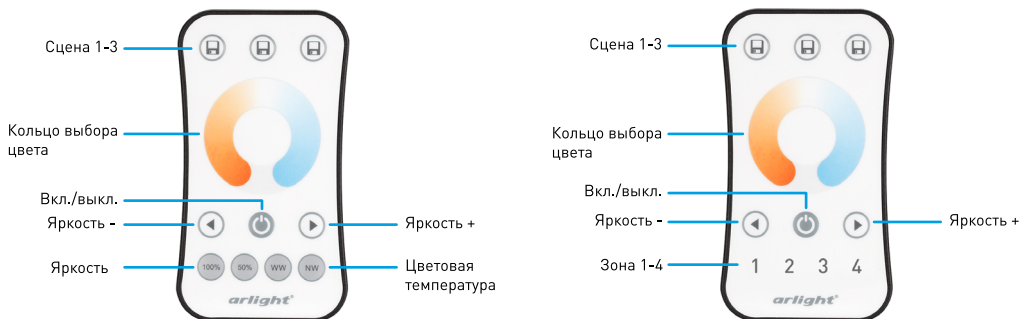 Сцена 1-3
Кольцо выбора
цвета
Вкл./выкл.
Яркость -
Яркость +
Яркость
100%
50%
WW
NW
Цветовая
температура
arlight
Сцена 1-3
Кольцо выбора
цвета
Вкл./выкл.
Яркость -
Яркость +
Зона 1-4
1 2 3 4
arlight